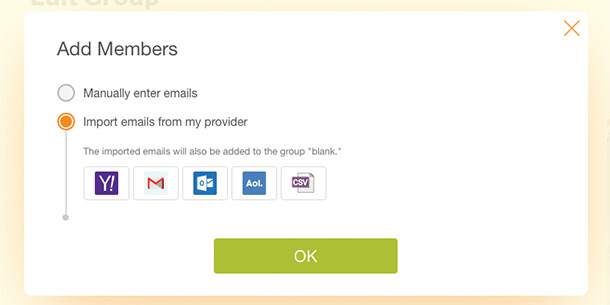 Edit Group
Add Members
Manually enter emails
Import emails from my provider
The imported emails will also be added to the group "blank."
Y! M O Aol. CSV
OK